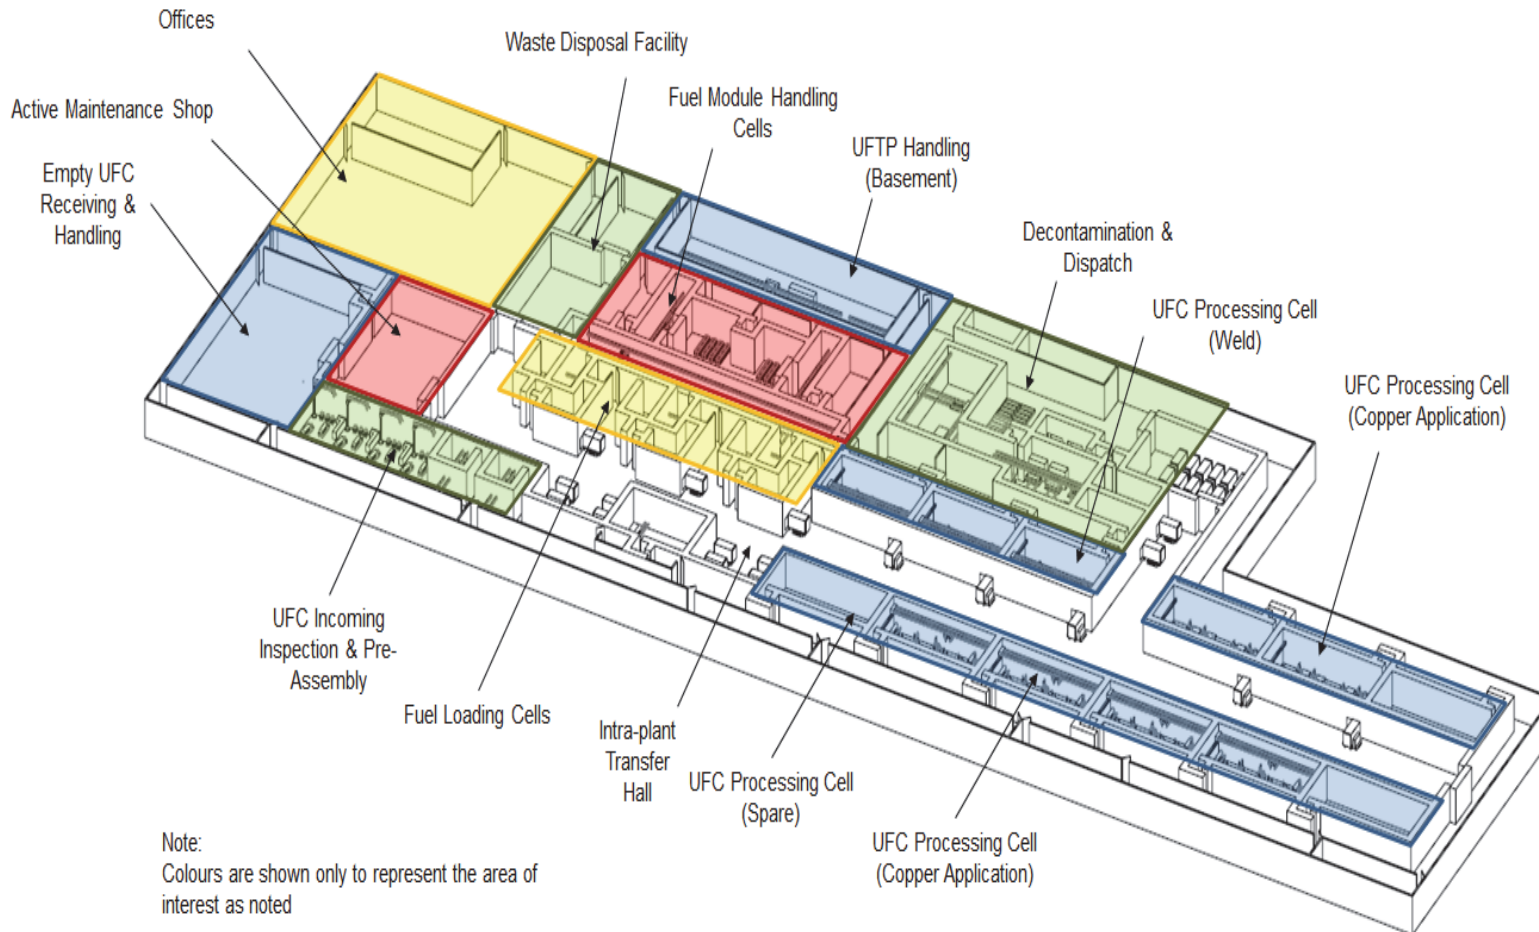 Offices
Waste Disposal Facility
Active Maintenance Shop
Fuel Module Handling
Cells
Empty UFC
Receiving &
Handling
UFTP Handling
(Basement)
Decontamination &
Dispatch
UFC Processing Cell
(Weld)
UFC Processing Cell
(Copper Application)
UFC Incoming
Inspection & Pre-
Assembly
Fuel Loading Cells
Intra-plant
Transfer
Hall
UFC Processing Cell
(Spare)
UFC Processing Cell
(Copper Application)
Note:
Colours are shown only to represent the area of
interest as noted